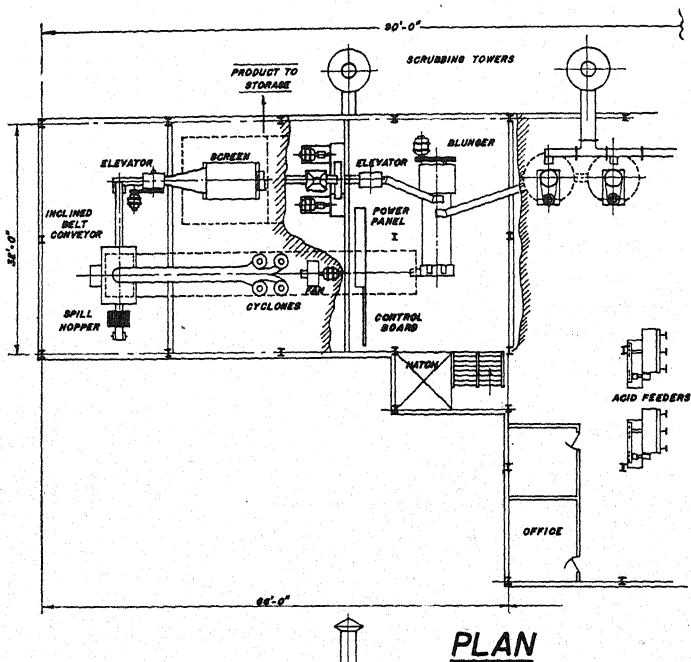 90'-0"
SCRUBBING TOWERS
PRODUCT TO
STORAGE
BLUNGER
ELEVATOR
SCREEN
ELEVATOR
INCLINED
BELT
CONVEYOR
POWER
PANEL
32'-0"
FAN
CYCLONES
SPILL
HOPPER
CONTROL
BOARD
HATCH
ACID FEEDERS
OFFICE
66'-0"
PLAN